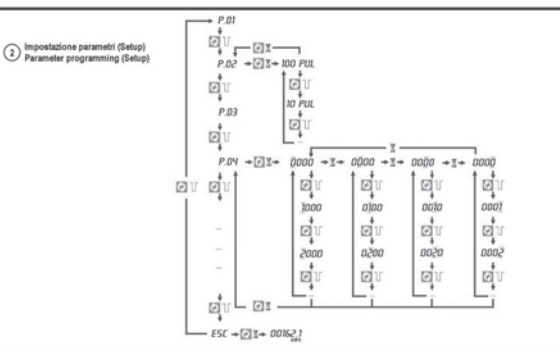 P.01
2 Impostazione parametri (Setup)
Parameter programming (Setup)
P.02 100 PUL
10 PUL
P.03
P.04 0000 0000 0000 0000
1000 0100 0010 0001
2000 0200 0020 0002
ESC 00162.1
kWh